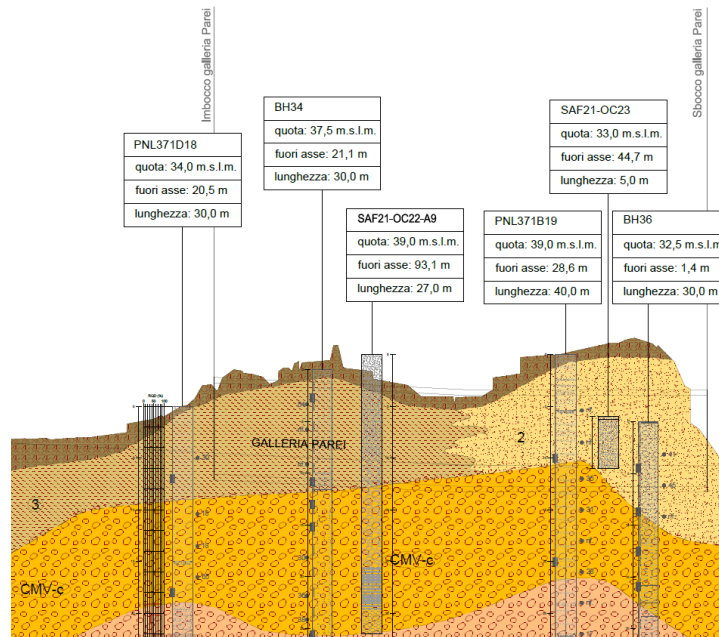 Imbocco galleria Parei
Sbocco galleria Parei
BH34
quota: 37,5 m.s.l.m.
fuori asse: 21,1 m
lunghezza: 30,0 m
SAF21-OC23
quota: 33,0 m.s.l.m.
fuori asse: 44,7 m
lunghezza: 5,0 m
PNL371D18
quota: 34,0 m.s.l.m.
fuori asse: 20,5 m
lunghezza: 30,0 m
SAF21-OC22-A9
quota: 39,0 m.s.l.m.
fuori asse: 93,1 m
lunghezza: 27,0 m
PNL371B19
quota: 39,0 m.s.l.m.
fuori asse: 28,6 m
lunghezza: 40,0 m
BH36
quota: 32,5 m.s.l.m.
fuori asse: 1,4 m
lunghezza: 30,0 m
RQD (%)
0 50 100
GALLERIA PAREI
2
3
CMV-c
CMV-c